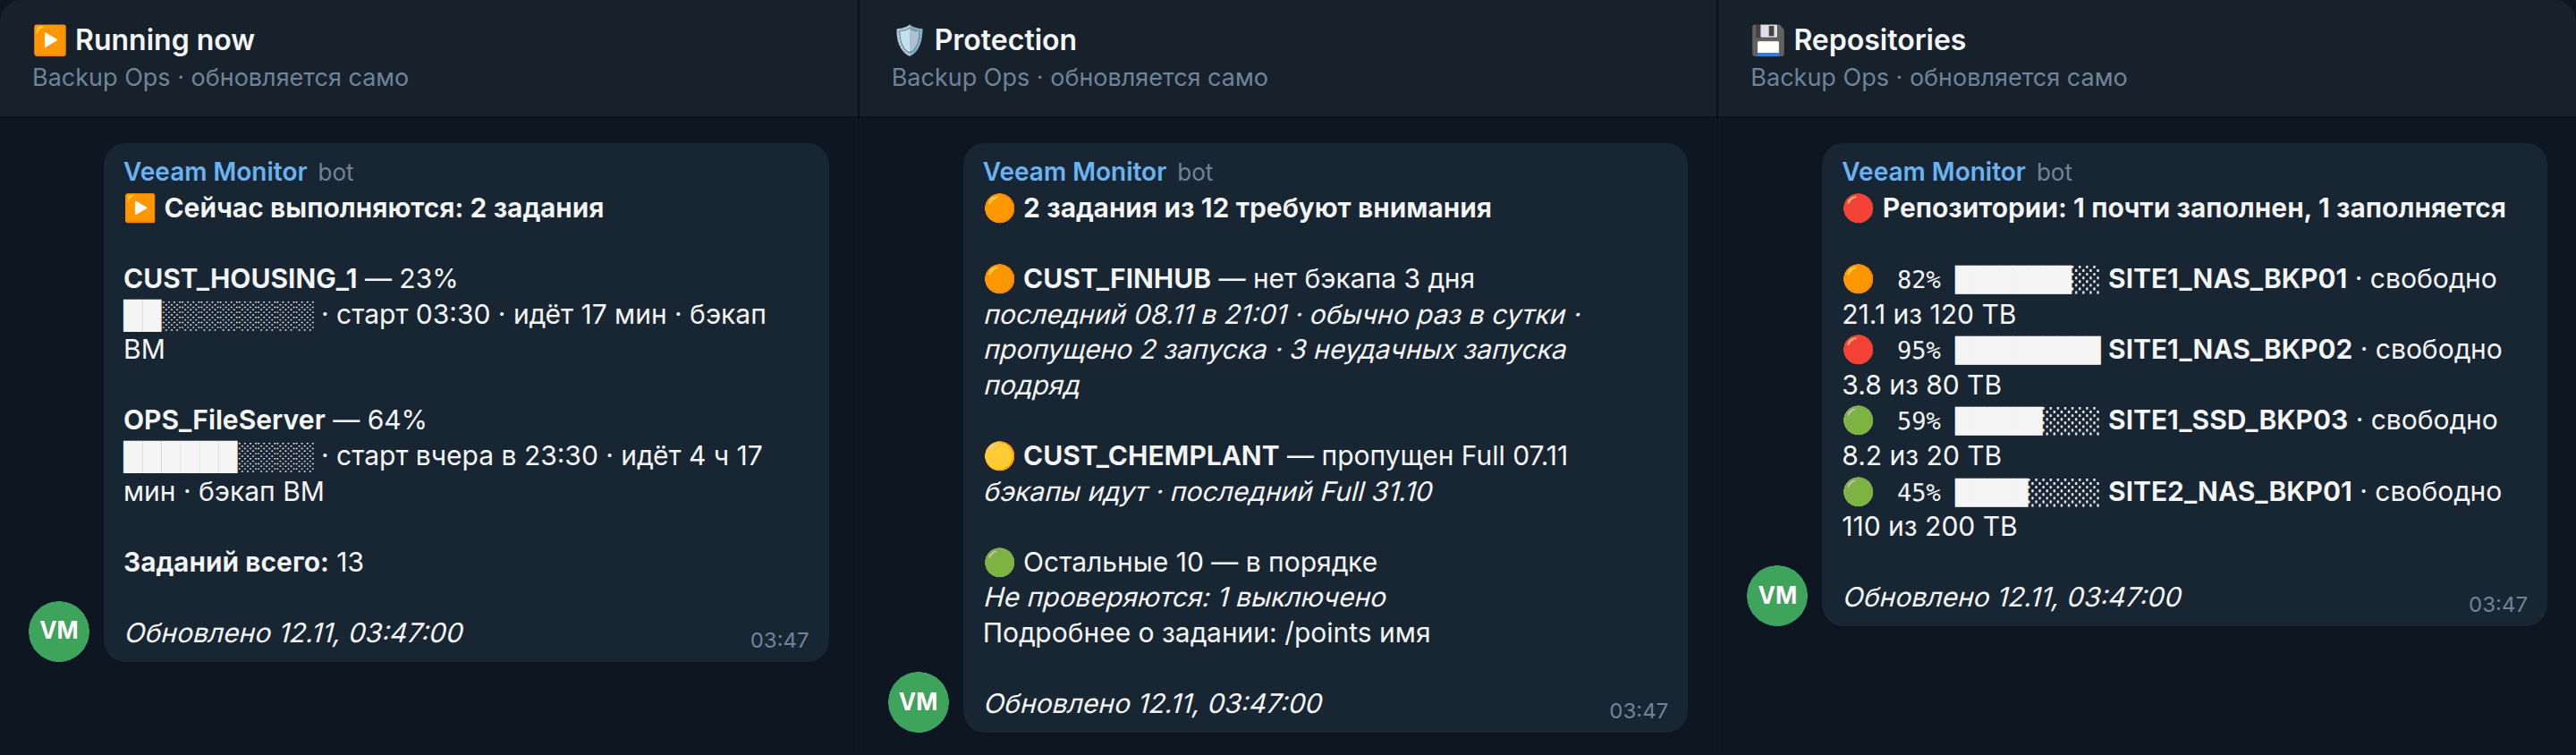 ▶️ Running now
Backup Ops · обновляется само
Veeam Monitor bot
▶️ Сейчас выполняются: 2 задания
CUST_HOUSING_1 — 23%
██░░░░░░░░ · старт 03:30 · идёт 17 мин · бэкап
ВМ
OPS_FileServer — 64%
██████░░░░ · старт вчера в 23:30 · идёт 4 ч 17
мин · бэкап ВМ
Заданий всего: 13
Обновлено 12.11, 03:47:00
03:47
VM
🛡️ Protection
Backup Ops · обновляется само
Veeam Monitor bot
🟠 2 задания из 12 требуют внимания
🟠 CUST_FINHUB — нет бэкапа 3 дня
последний 08.11 в 21:01 · обычно раз в сутки ·
пропущено 2 запуска · 3 неудачных запуска
подряд
🟡 CUST_CHEMPLANT — пропущен Full 07.11
бэкапы идут · последний Full 31.10
🟢 Остальные 10 — в порядке
Не проверяются: 1 выключено
Подробнее о задании: /points имя
Обновлено 12.11, 03:47:00
03:47
VM
💾 Repositories
Backup Ops · обновляется само
Veeam Monitor bot
🔴 Репозитории: 1 почти заполнен, 1 заполняется
🟠 82% ████████░░ SITE1_NAS_BKP01 · свободно
21.1 из 120 TB
🔴 95% ██████████ SITE1_NAS_BKP02 · свободно
3.8 из 80 TB
🟢 59% ██████░░░░ SITE1_SSD_BKP03 · свободно
8.2 из 20 TB
🟢 45% █████░░░░░ SITE2_NAS_BKP01 · свободно
110 из 200 TB
Обновлено 12.11, 03:47:00
03:47
VM